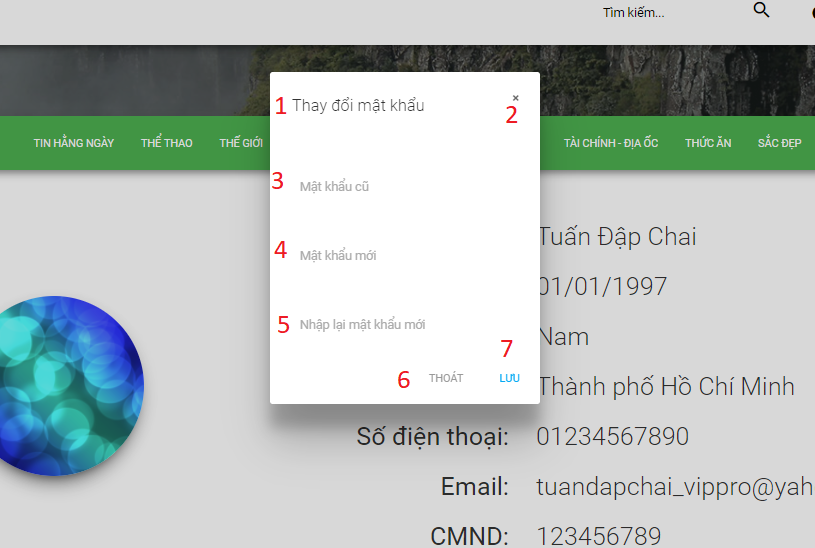 Tìm kiếm...
1 Thay đổi mật khẩu ×
2
TIN HẰNG NGÀY THỂ THAO THẾ GIỚI TÀI CHÍNH - ĐỊA ỐC THỨC ĂN SẮC ĐẸP
3 Mật khẩu cũ
Tuấn Đập Chai
4 Mật khẩu mới
01/01/1997
5 Nhập lại mật khẩu mới
Nam
7
6 THOÁT LƯU
Thành phố Hồ Chí Minh
Số điện thoại: 01234567890
Email: tuandapchai_vippro@yah
CMND: 123456789